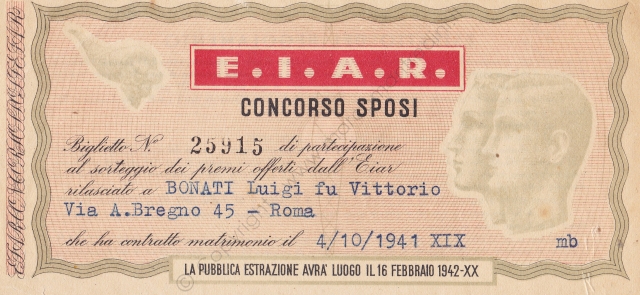 E.I.A.R.
CONCORSO SPOSI
Biglietto N° 25915 di partecipazione
al sorteggio dei premi offerti dall'Eiar
rilasciato a BONATI Luigi fu Vittorio
Via A.Bregno 45 - Roma
che ha contratto matrimonio il 4/10/1941 XIX mb
LA PUBBLICA ESTRAZIONE AVRA' LUOGO IL 16 FEBBRAIO 1942-XX